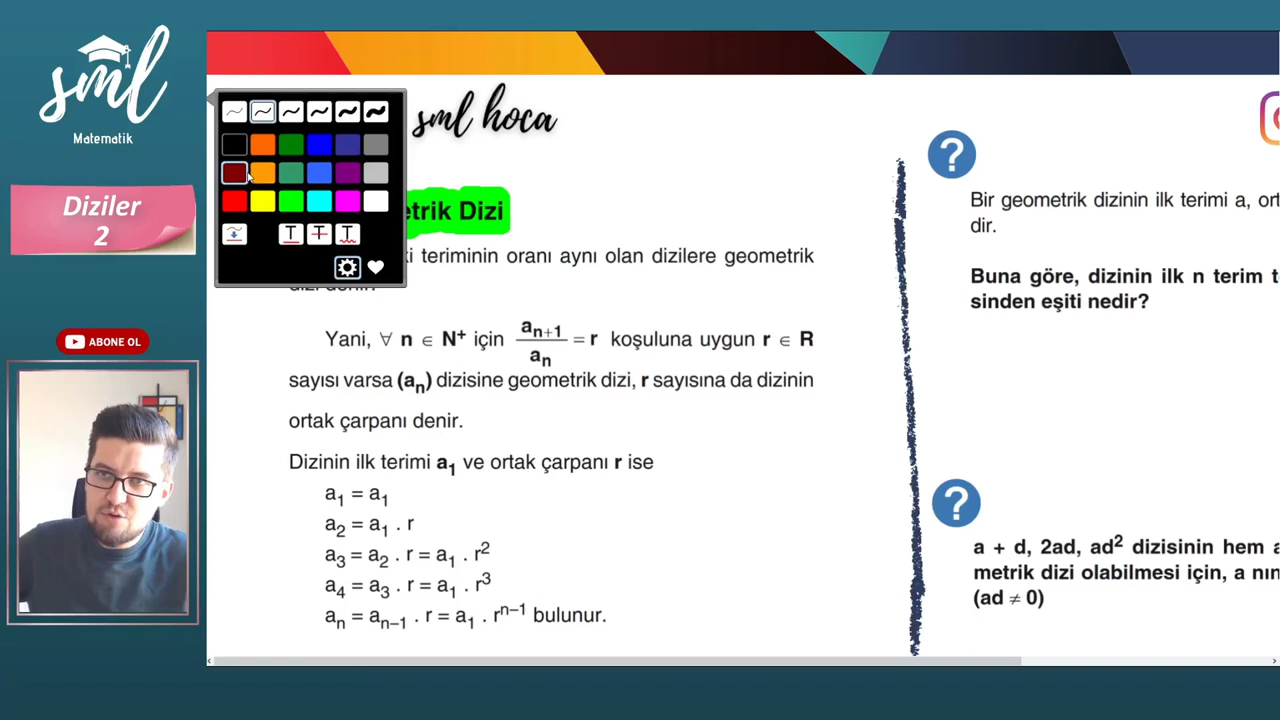 sml
Matematik
Diziler
2
ABONE OL
sml hoca
etrik Dizi
ki teriminin oranı aynı olan dizilere geometrik
Yani, ∀ n ∈ N⁺ için aₙ₊₁/aₙ = r koşuluna uygun r ∈ R
sayısı varsa (aₙ) dizisine geometrik dizi, r sayısına da dizinin
ortak çarpanı denir.
Dizinin ilk terimi a₁ ve ortak çarpanı r ise
a₁ = a₁
a₂ = a₁ . r
a₃ = a₂ . r = a₁ . r²
a₄ = a₃ . r = a₁ . r³
aₙ = aₙ₋₁ . r = a₁ . rⁿ⁻¹ bulunur.
?
Bir geometrik dizinin ilk terimi a, ort
dir.
Buna göre, dizinin ilk n terim t
sinden eşiti nedir?
?
a + d, 2ad, ad² dizisinin hem a
metrik dizi olabilmesi için, a nın
(ad ≠ 0)